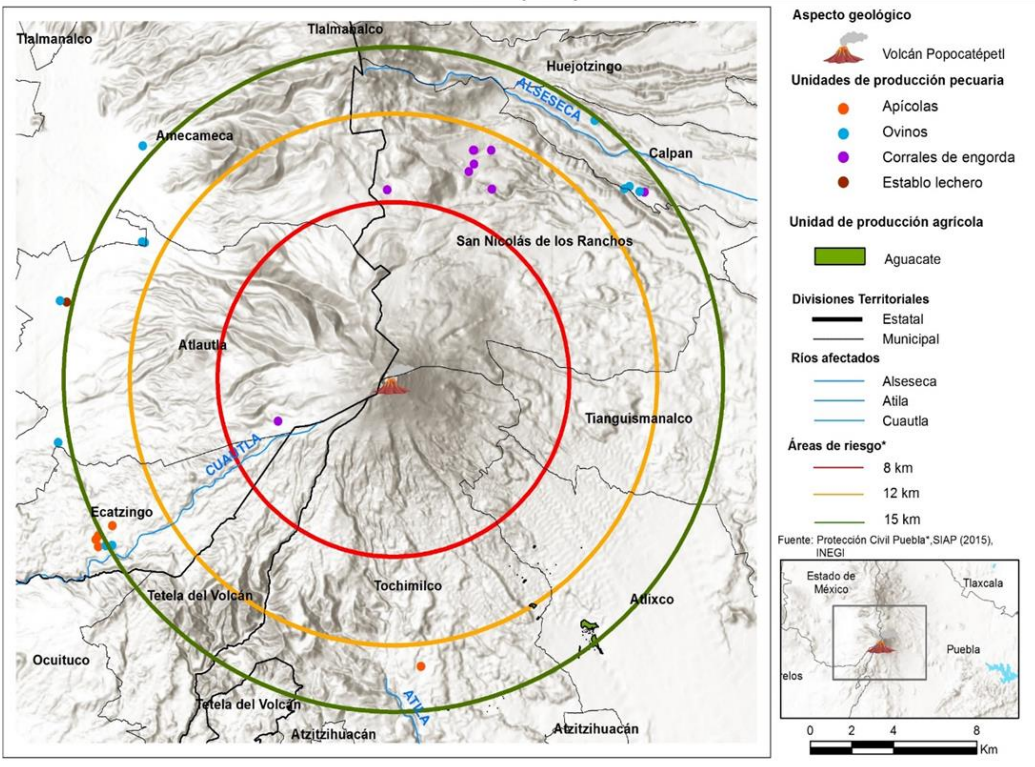 Tlalmanalco
Tlalmanalco
Huejotzingo
ALSESECA
Amecameca
Calpan
San Nicolás de los Ranchos
Atlautla
Tianguismanalco
CUAUTLA
Ecatzingo
Tochimilco
Tetela del Volcán
Atlixco
Ocuituco
Tetela del Volcán
ATILA
Atzitzihuacán
Atzitzihuacán
Aspecto geológico
Volcán Popocatépetl
Unidades de producción pecuaria
Apícolas
Ovinos
Corrales de engorda
Establo lechero
Unidad de producción agrícola
Aguacate
Divisiones Territoriales
Estatal
Municipal
Ríos afectados
Alseseca
Atila
Cuautla
Áreas de riesgo*
8 km
12 km
15 km
Fuente: Protección Civil Puebla*,SIAP (2015),
INEGI
Estado de
México
Tlaxcala
Puebla
relos
0 2 4 8
Km